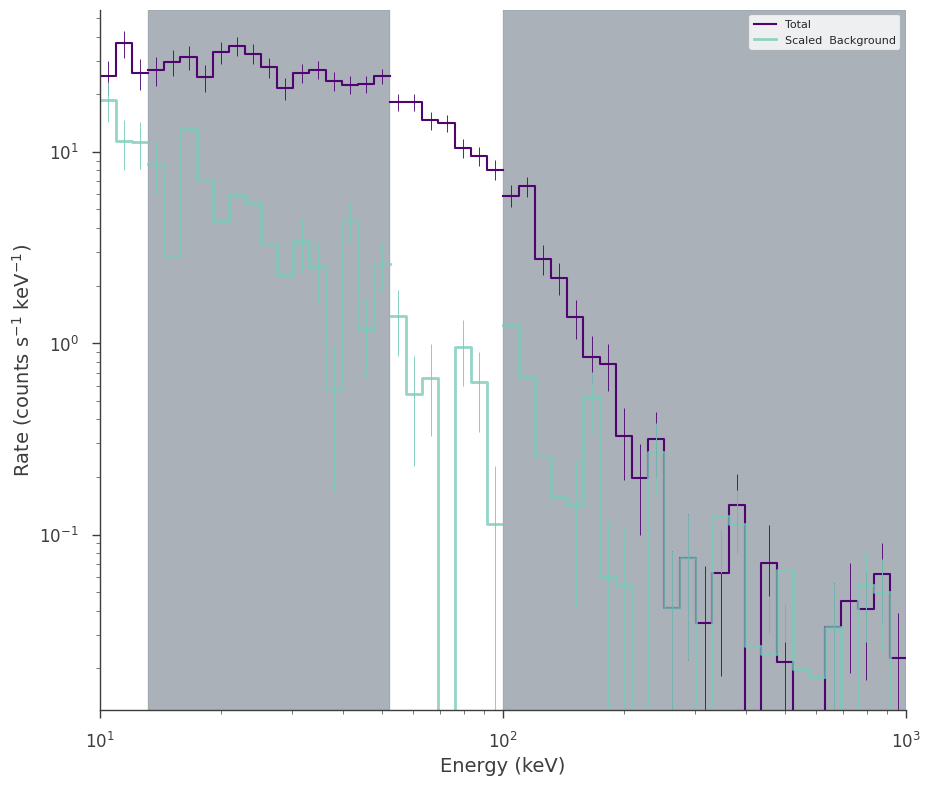 Total
Scaled  Background
Rate (counts s⁻¹ keV⁻¹)
10¹
10⁰
10⁻¹
10¹
10²
10³
Energy (keV)